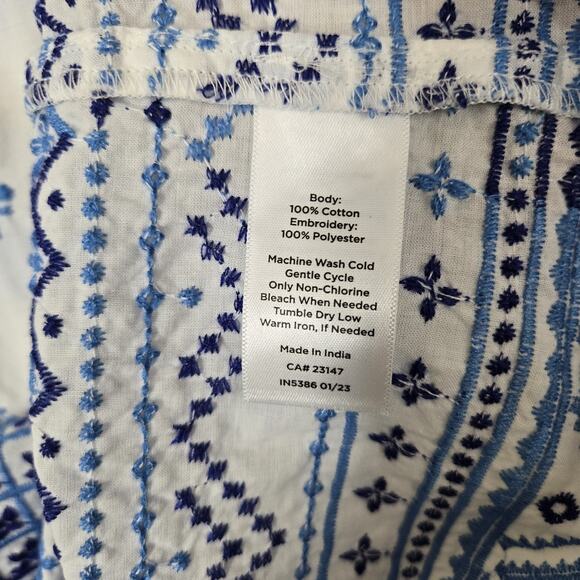 Body:
100% Cotton
Embroidery:
100% Polyester
Machine Wash Cold
Gentle Cycle
Only Non-Chlorine
Bleach When Needed
Tumble Dry Low
Warm Iron, If Needed
Made In India
CA# 23147
IN5386 01/23